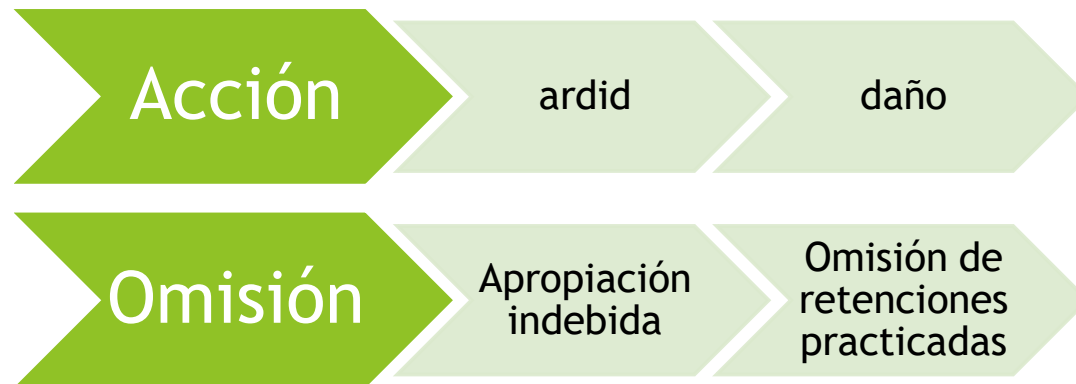 Acción
ardid
daño
Omisión
Apropiación
indebida
Omisión de
retenciones
practicadas